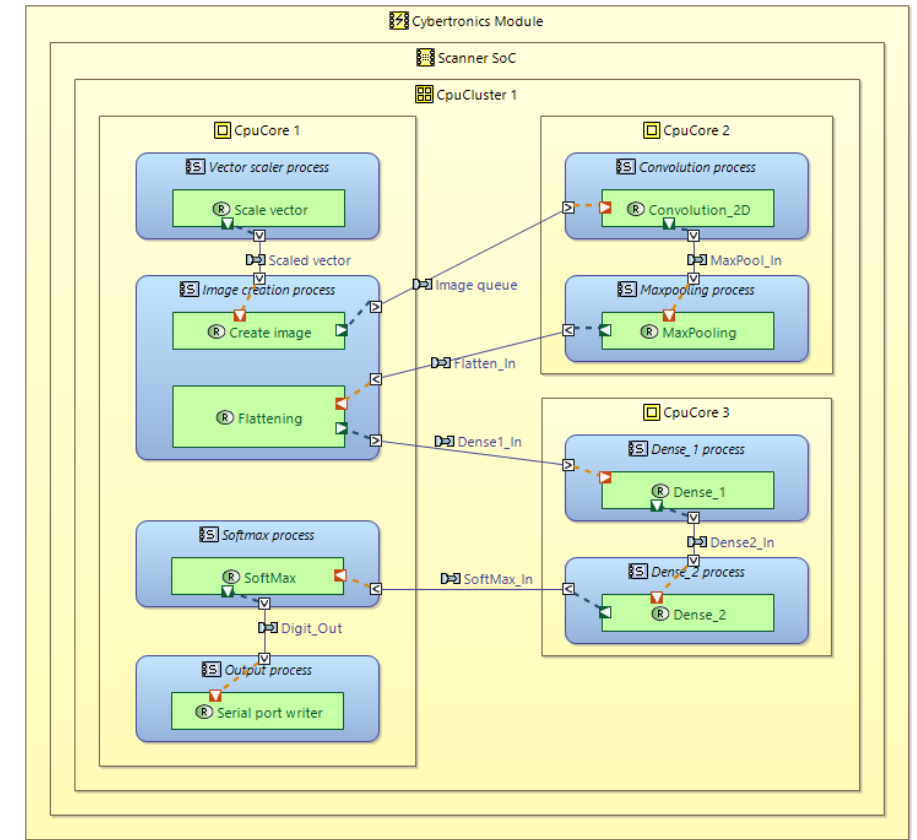 Cybertronics Module
Scanner SoC
CpuCluster 1
CpuCore 1
S Vector scaler process
R Scale vector
Scaled vector
S Image creation process
R Create image
R Flattening
S Softmax process
R SoftMax
Digit_Out
S Output process
R Serial port writer
Image queue
Flatten_In
Dense1_In
SoftMax_In
CpuCore 2
S Convolution process
R Convolution_2D
MaxPool_In
S Maxpooling process
R MaxPooling
CpuCore 3
S Dense_1 process
R Dense_1
Dense2_In
S Dense_2 process
R Dense_2